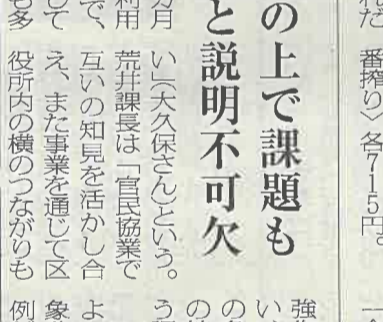 番搾り〉各715円。
の上で課題も
と説明不可欠
カ月
利用
で、
して
も多
い」(大久保さん)という。
荒井課長は「官民協業で
互いの知見を活かし合
え、また事業を通じて区
役所内の横のつながりも
強
い
の
の
う
よ
象
例